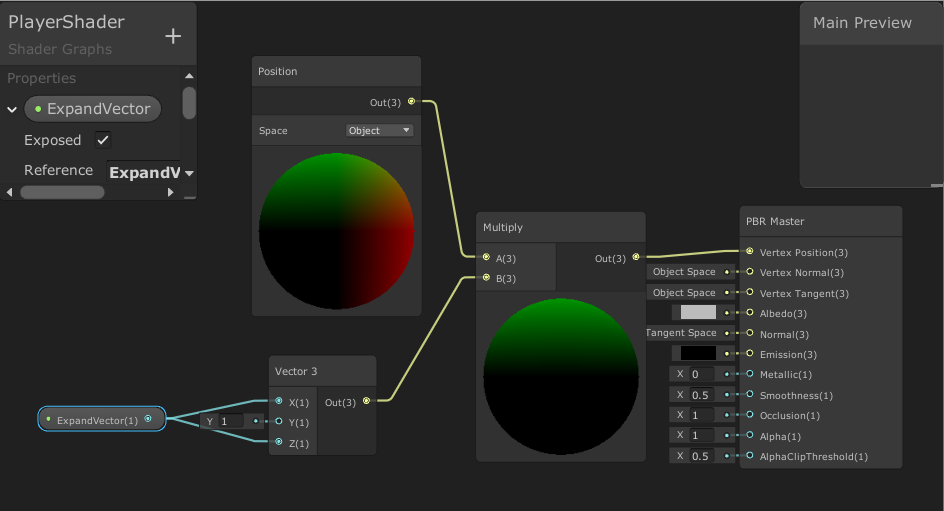 PlayerShader
Shader Graphs
Properties
ExpandVector
Exposed
Reference ExpandV
Main Preview
Position
Out(3)
Space Object
Multiply
A(3) Out(3)
B(3)
Vector 3
X(1) Out(3)
Y 1 Y(1)
Z(1)
ExpandVector(1)
PBR Master
Vertex Position(3)
Object Space Vertex Normal(3)
Object Space Vertex Tangent(3)
Albedo(3)
Tangent Space Normal(3)
Emission(3)
X 0 Metallic(1)
X 0.5 Smoothness(1)
X 1 Occlusion(1)
X 1 Alpha(1)
X 0.5 AlphaClipThreshold(1)